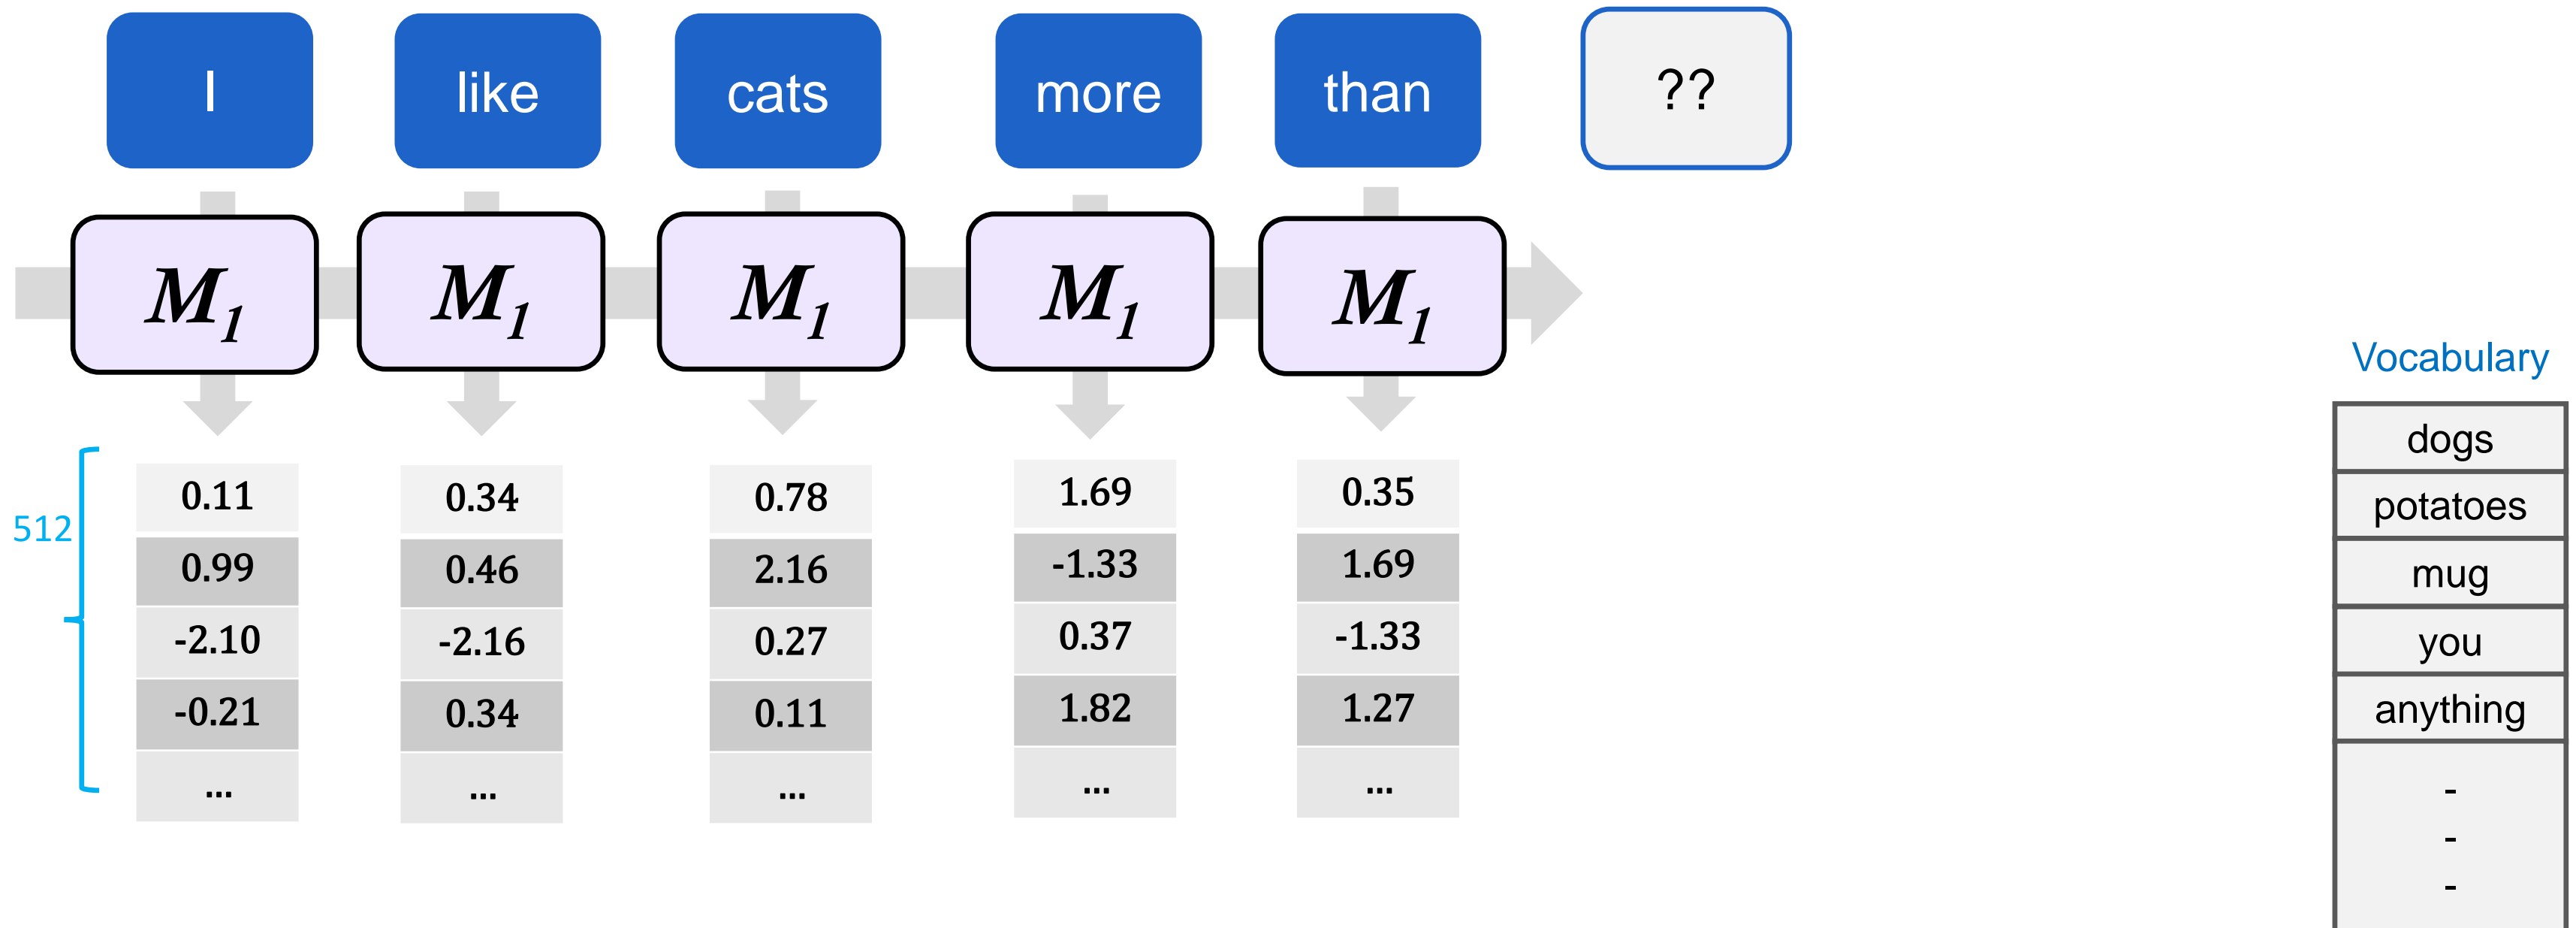 I like cats more than ??
M1 M1 M1 M1 M1
Vocabulary
dogs
potatoes
mug
you
anything
-
-
-
512
0.11 0.34 0.78 1.69 0.35
0.99 0.46 2.16 -1.33 1.69
-2.10 -2.16 0.27 0.37 -1.33
-0.21 0.34 0.11 1.82 1.27
... ... ... ... ...